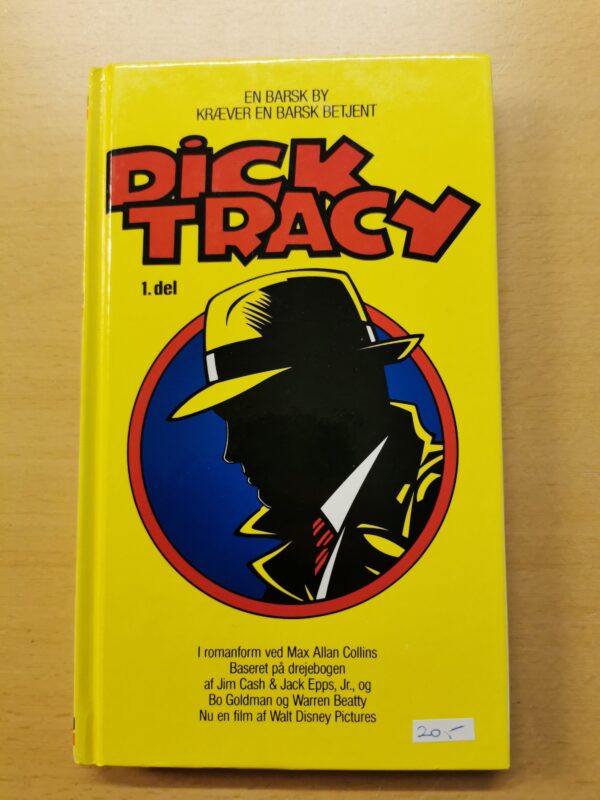 EN BARSK BY
KRÆVER EN BARSK BETJENT
DiCK
TRACY
1. del
I romanform ved Max Allan Collins
Baseret på drejebogen
af Jim Cash & Jack Epps, Jr., og
Bo Goldman og Warren Beatty
Nu en film af Walt Disney Pictures
20,-